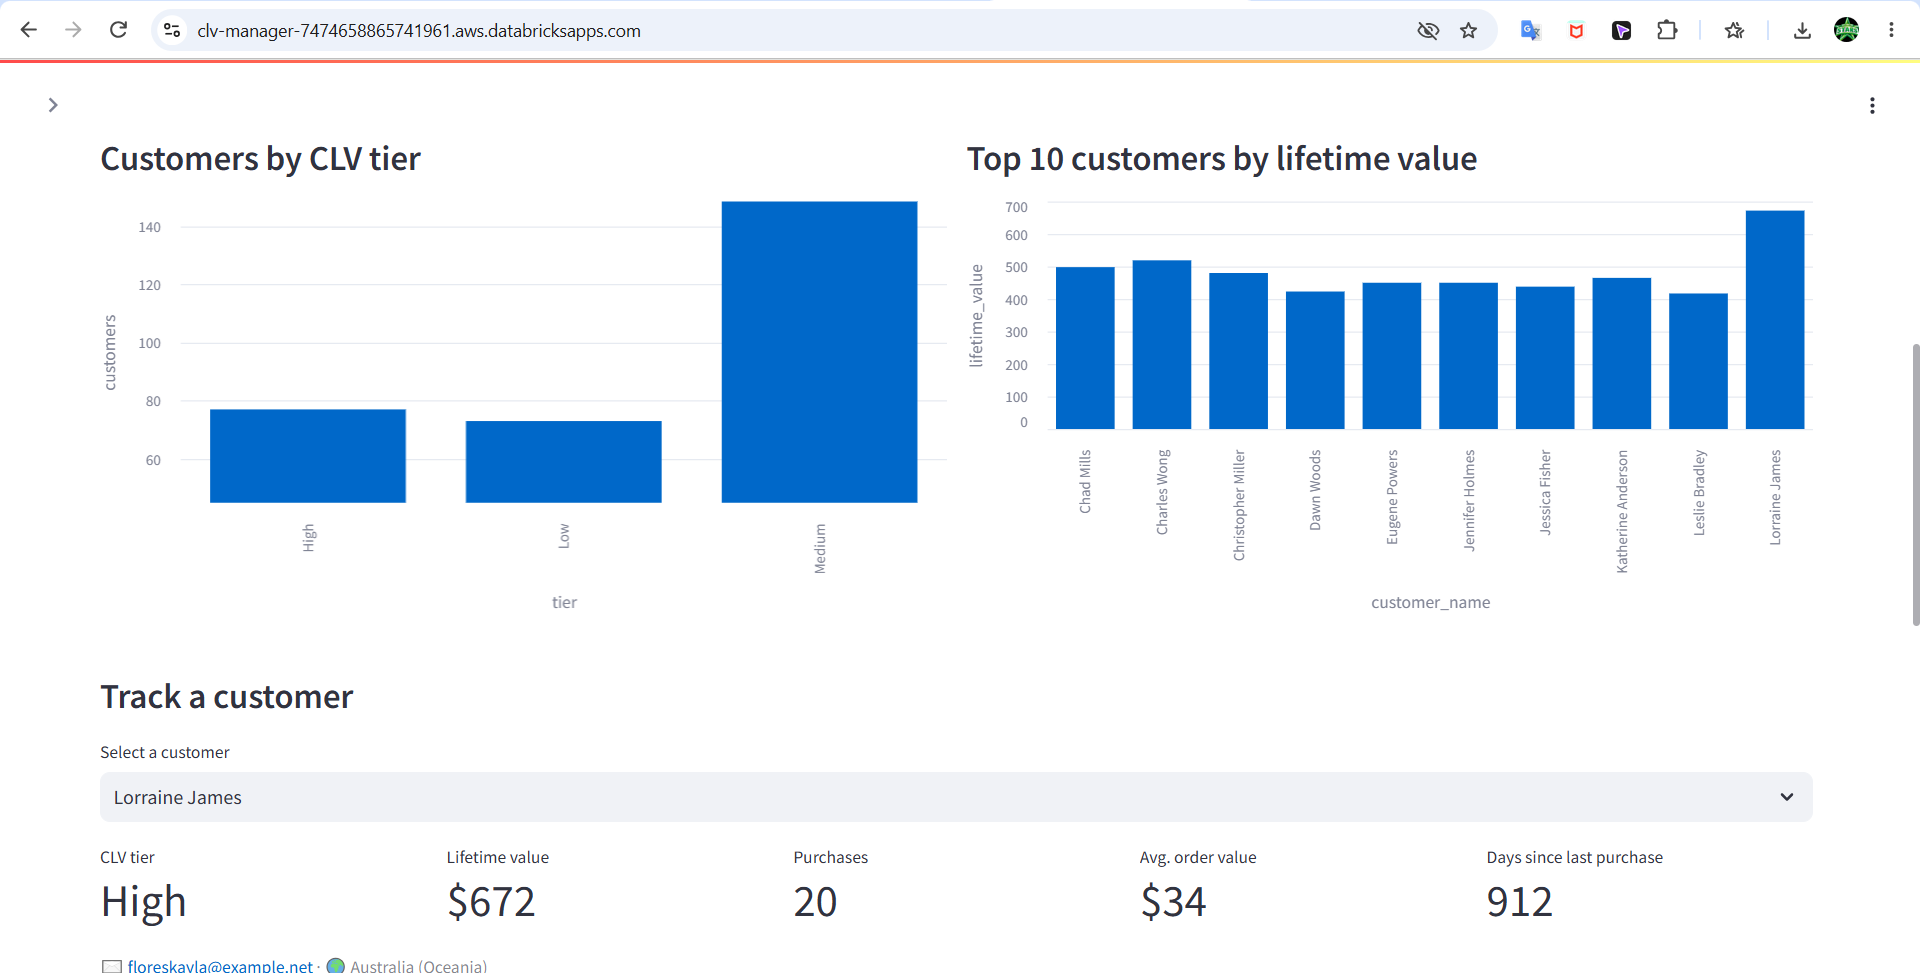 clv-manager-7474658865741961.aws.databricksapps.com
Customers by CLV tier
140
120
100
80
60
customers
High
Low
Medium
tier
Top 10 customers by lifetime value
700
600
500
400
300
200
100
0
lifetime_value
Chad Mills
Charles Wong
Christopher Miller
Dawn Woods
Eugene Powers
Jennifer Holmes
Jessica Fisher
Katherine Anderson
Leslie Bradley
Lorraine James
customer_name
Track a customer
Select a customer
Lorraine James
CLV tier
High
Lifetime value
$672
Purchases
20
Avg. order value
$34
Days since last purchase
912
floreskayla@example.net · Australia (Oceania)